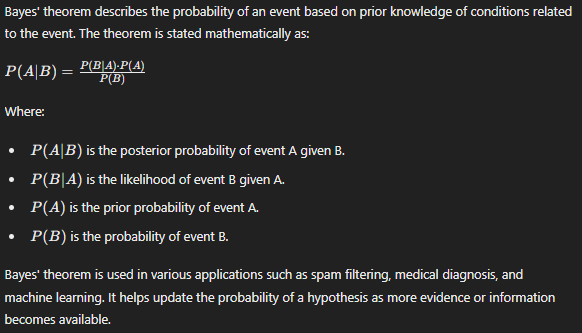 Bayes' theorem describes the probability of an event based on prior knowledge of conditions related
to the event. The theorem is stated mathematically as:
P(A|B) = P(B|A)·P(A) / P(B)
Where:
• P(A|B) is the posterior probability of event A given B.
• P(B|A) is the likelihood of event B given A.
• P(A) is the prior probability of event A.
• P(B) is the probability of event B.
Bayes' theorem is used in various applications such as spam filtering, medical diagnosis, and
machine learning. It helps update the probability of a hypothesis as more evidence or information
becomes available.